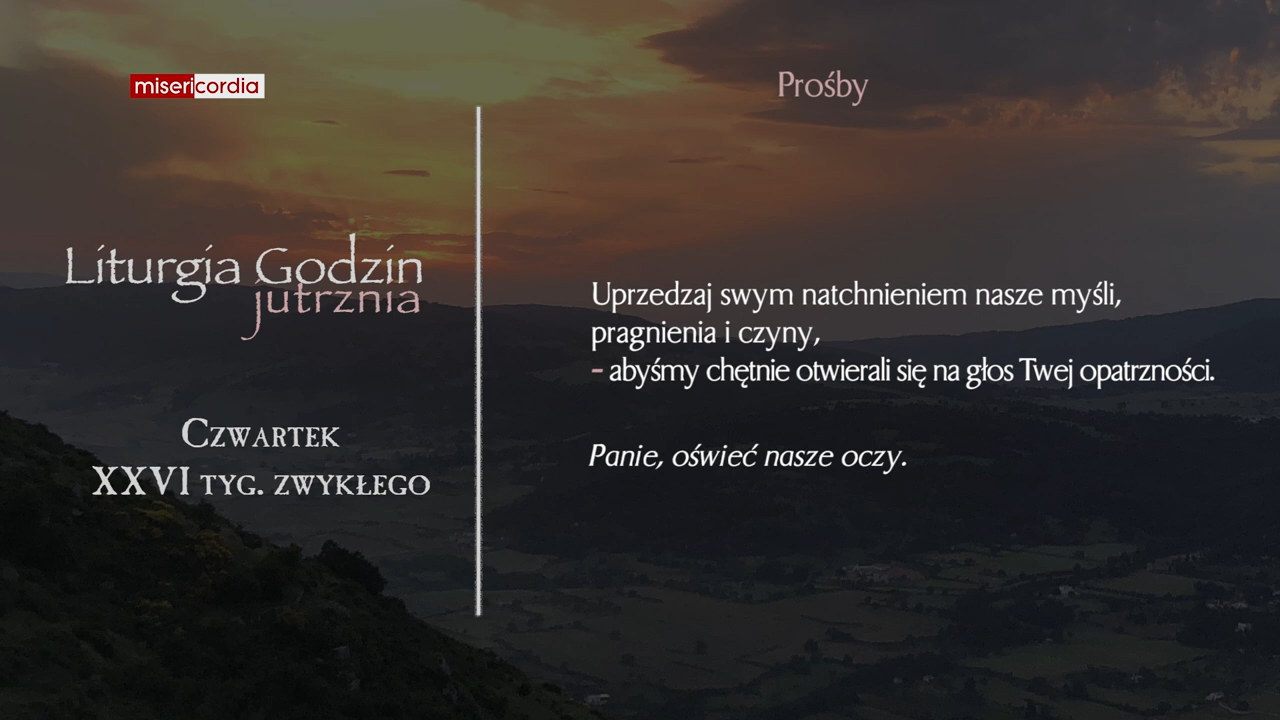 misericordia
Prośby
Liturgia Godzin
jutrznia
Czwartek
XXVI tyg. zwykłego
Uprzedzaj swym natchnieniem nasze myśli,
pragnienia i czyny,
- abyśmy chętnie otwierali się na głos Twej opatrzności.
Panie, oświeć nasze oczy.